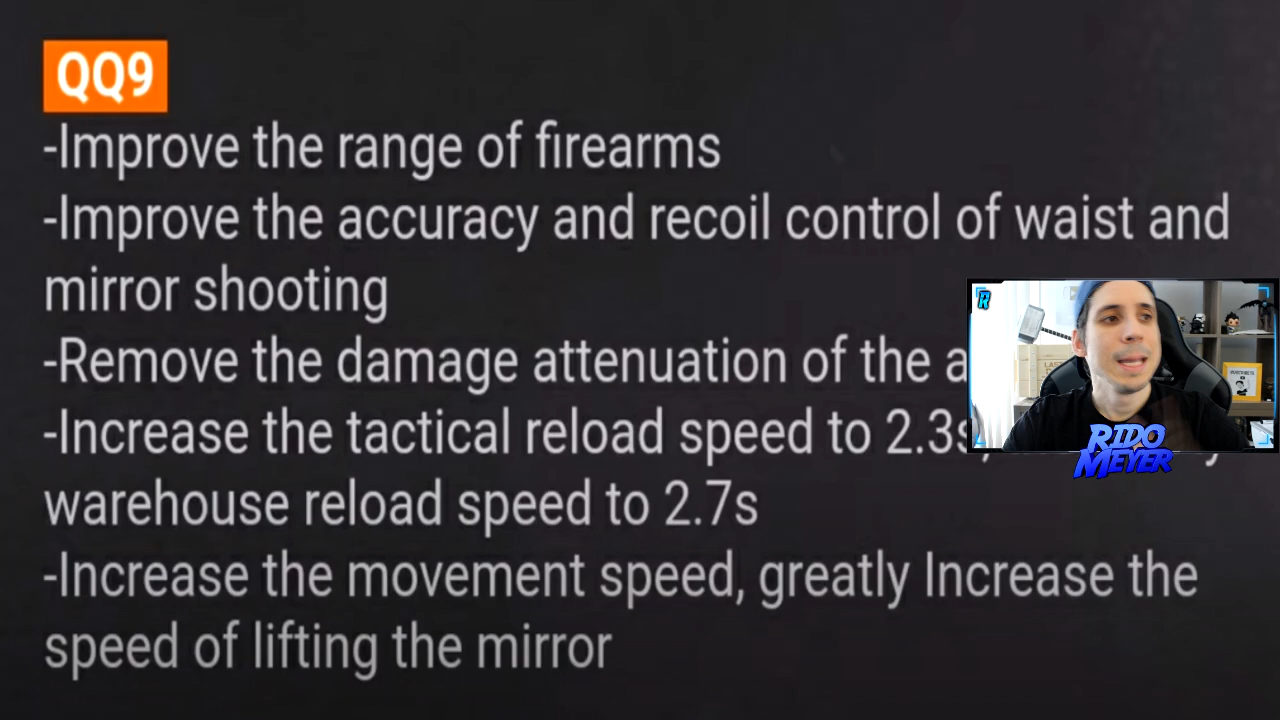 QQ9
-Improve the range of firearms
-Improve the accuracy and recoil control of waist and
mirror shooting
-Remove the damage attenuation of the
-Increase the tactical reload speed to 2.3s,
warehouse reload speed to 2.7s
-Increase the movement speed, greatly Increase the
speed of lifting the mirror
R
RIDO
MEYER